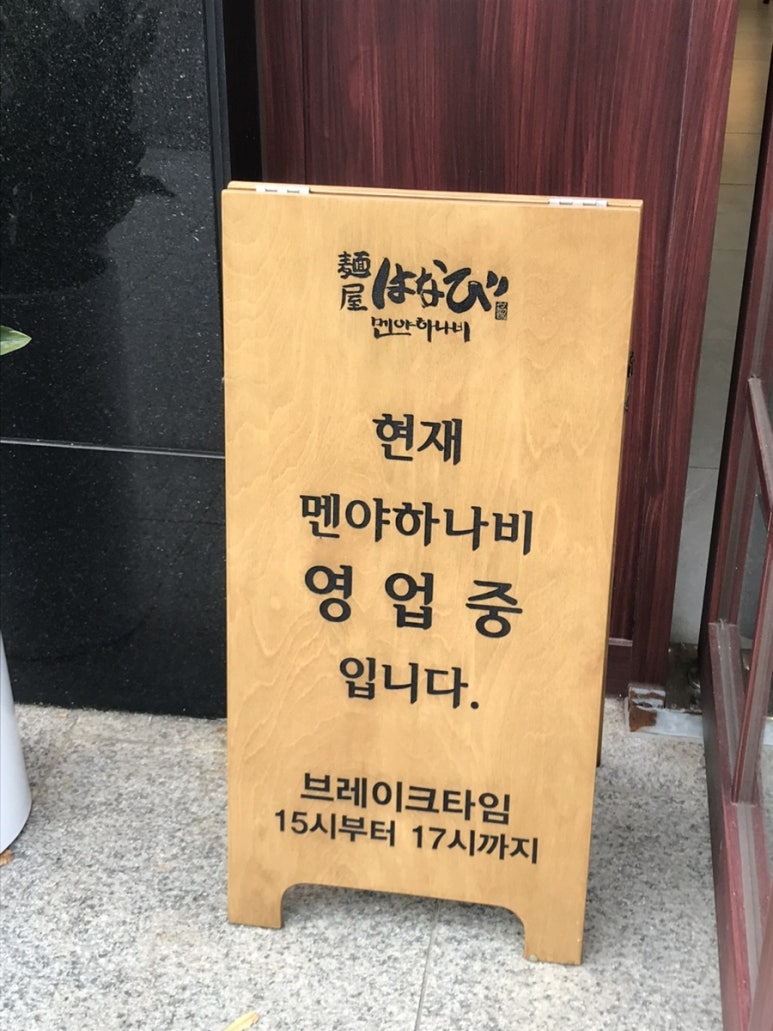 麺屋 はなび
멘야하나비
현재
멘야하나비
영업중
입니다.
브레이크타임
15시부터 17시까지